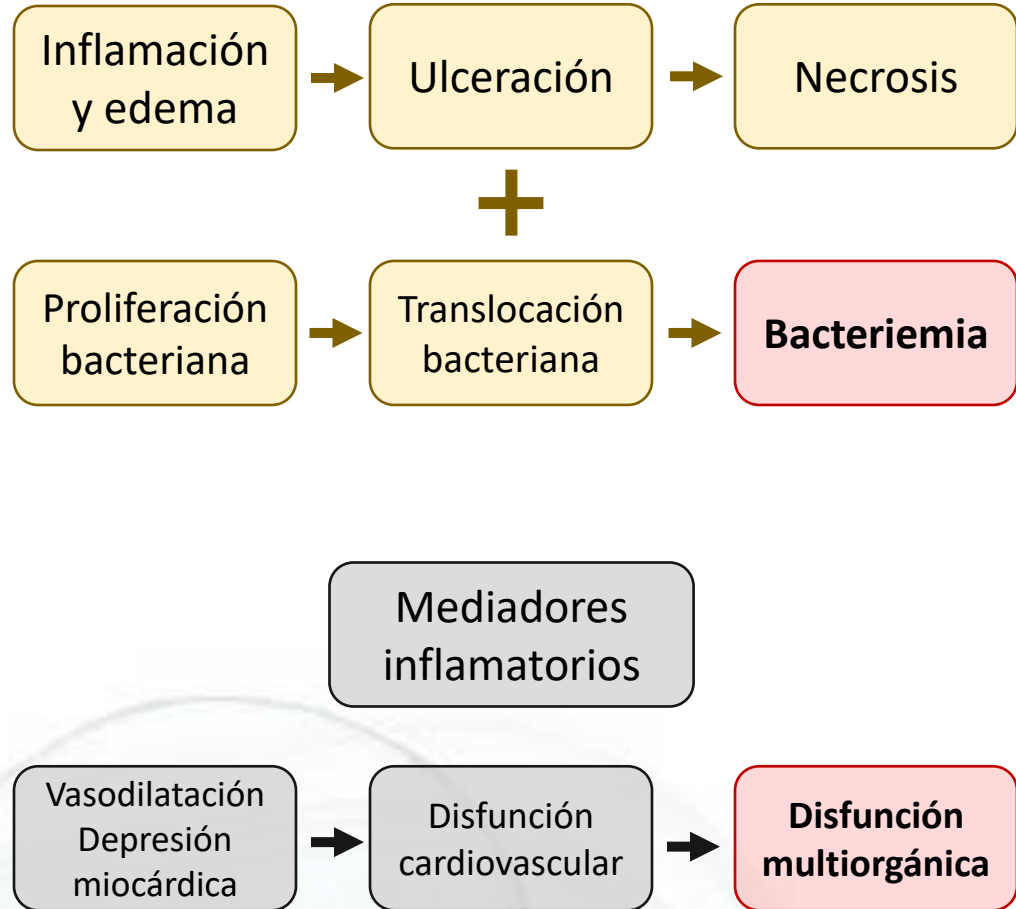 Inflamación
y edema
Ulceración
Necrosis
+
Proliferación
bacteriana
Translocación
bacteriana
Bacteriemia
Mediadores
inflamatorios
Vasodilatación
Depresión
miocárdica
Disfunción
cardiovascular
Disfunción
multiorgánica